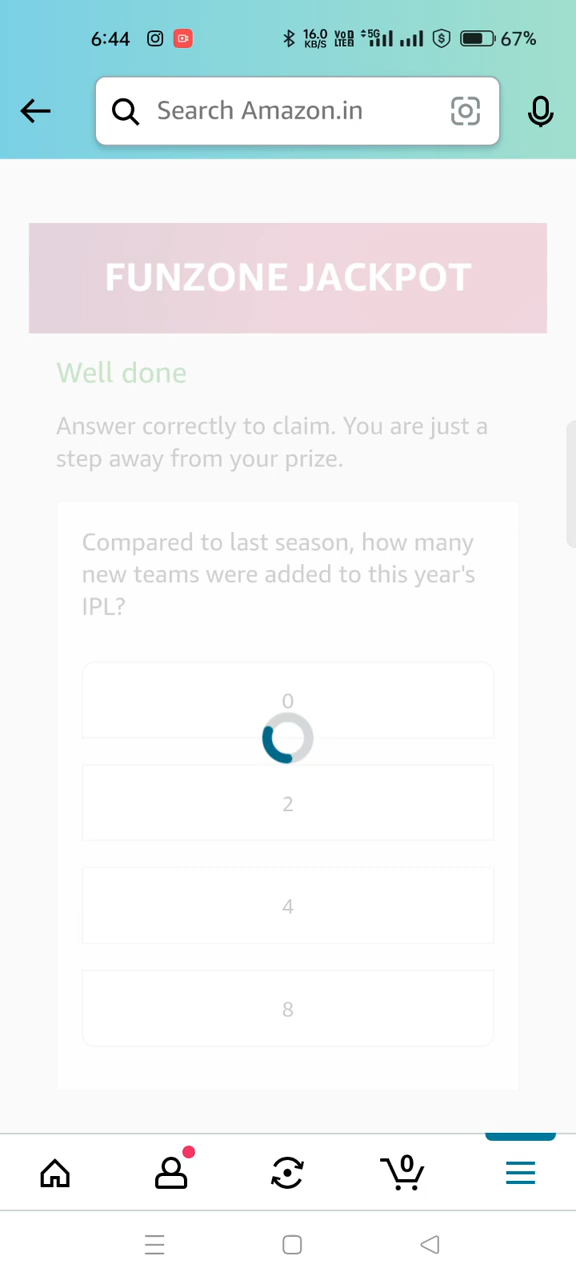 6:44
16.0 KB/S
5G
67%
Search Amazon.in
FUNZONE JACKPOT
Well done
Answer correctly to claim. You are just a
step away from your prize.
Compared to last season, how many
new teams were added to this year's
IPL?
0
2
4
8
0